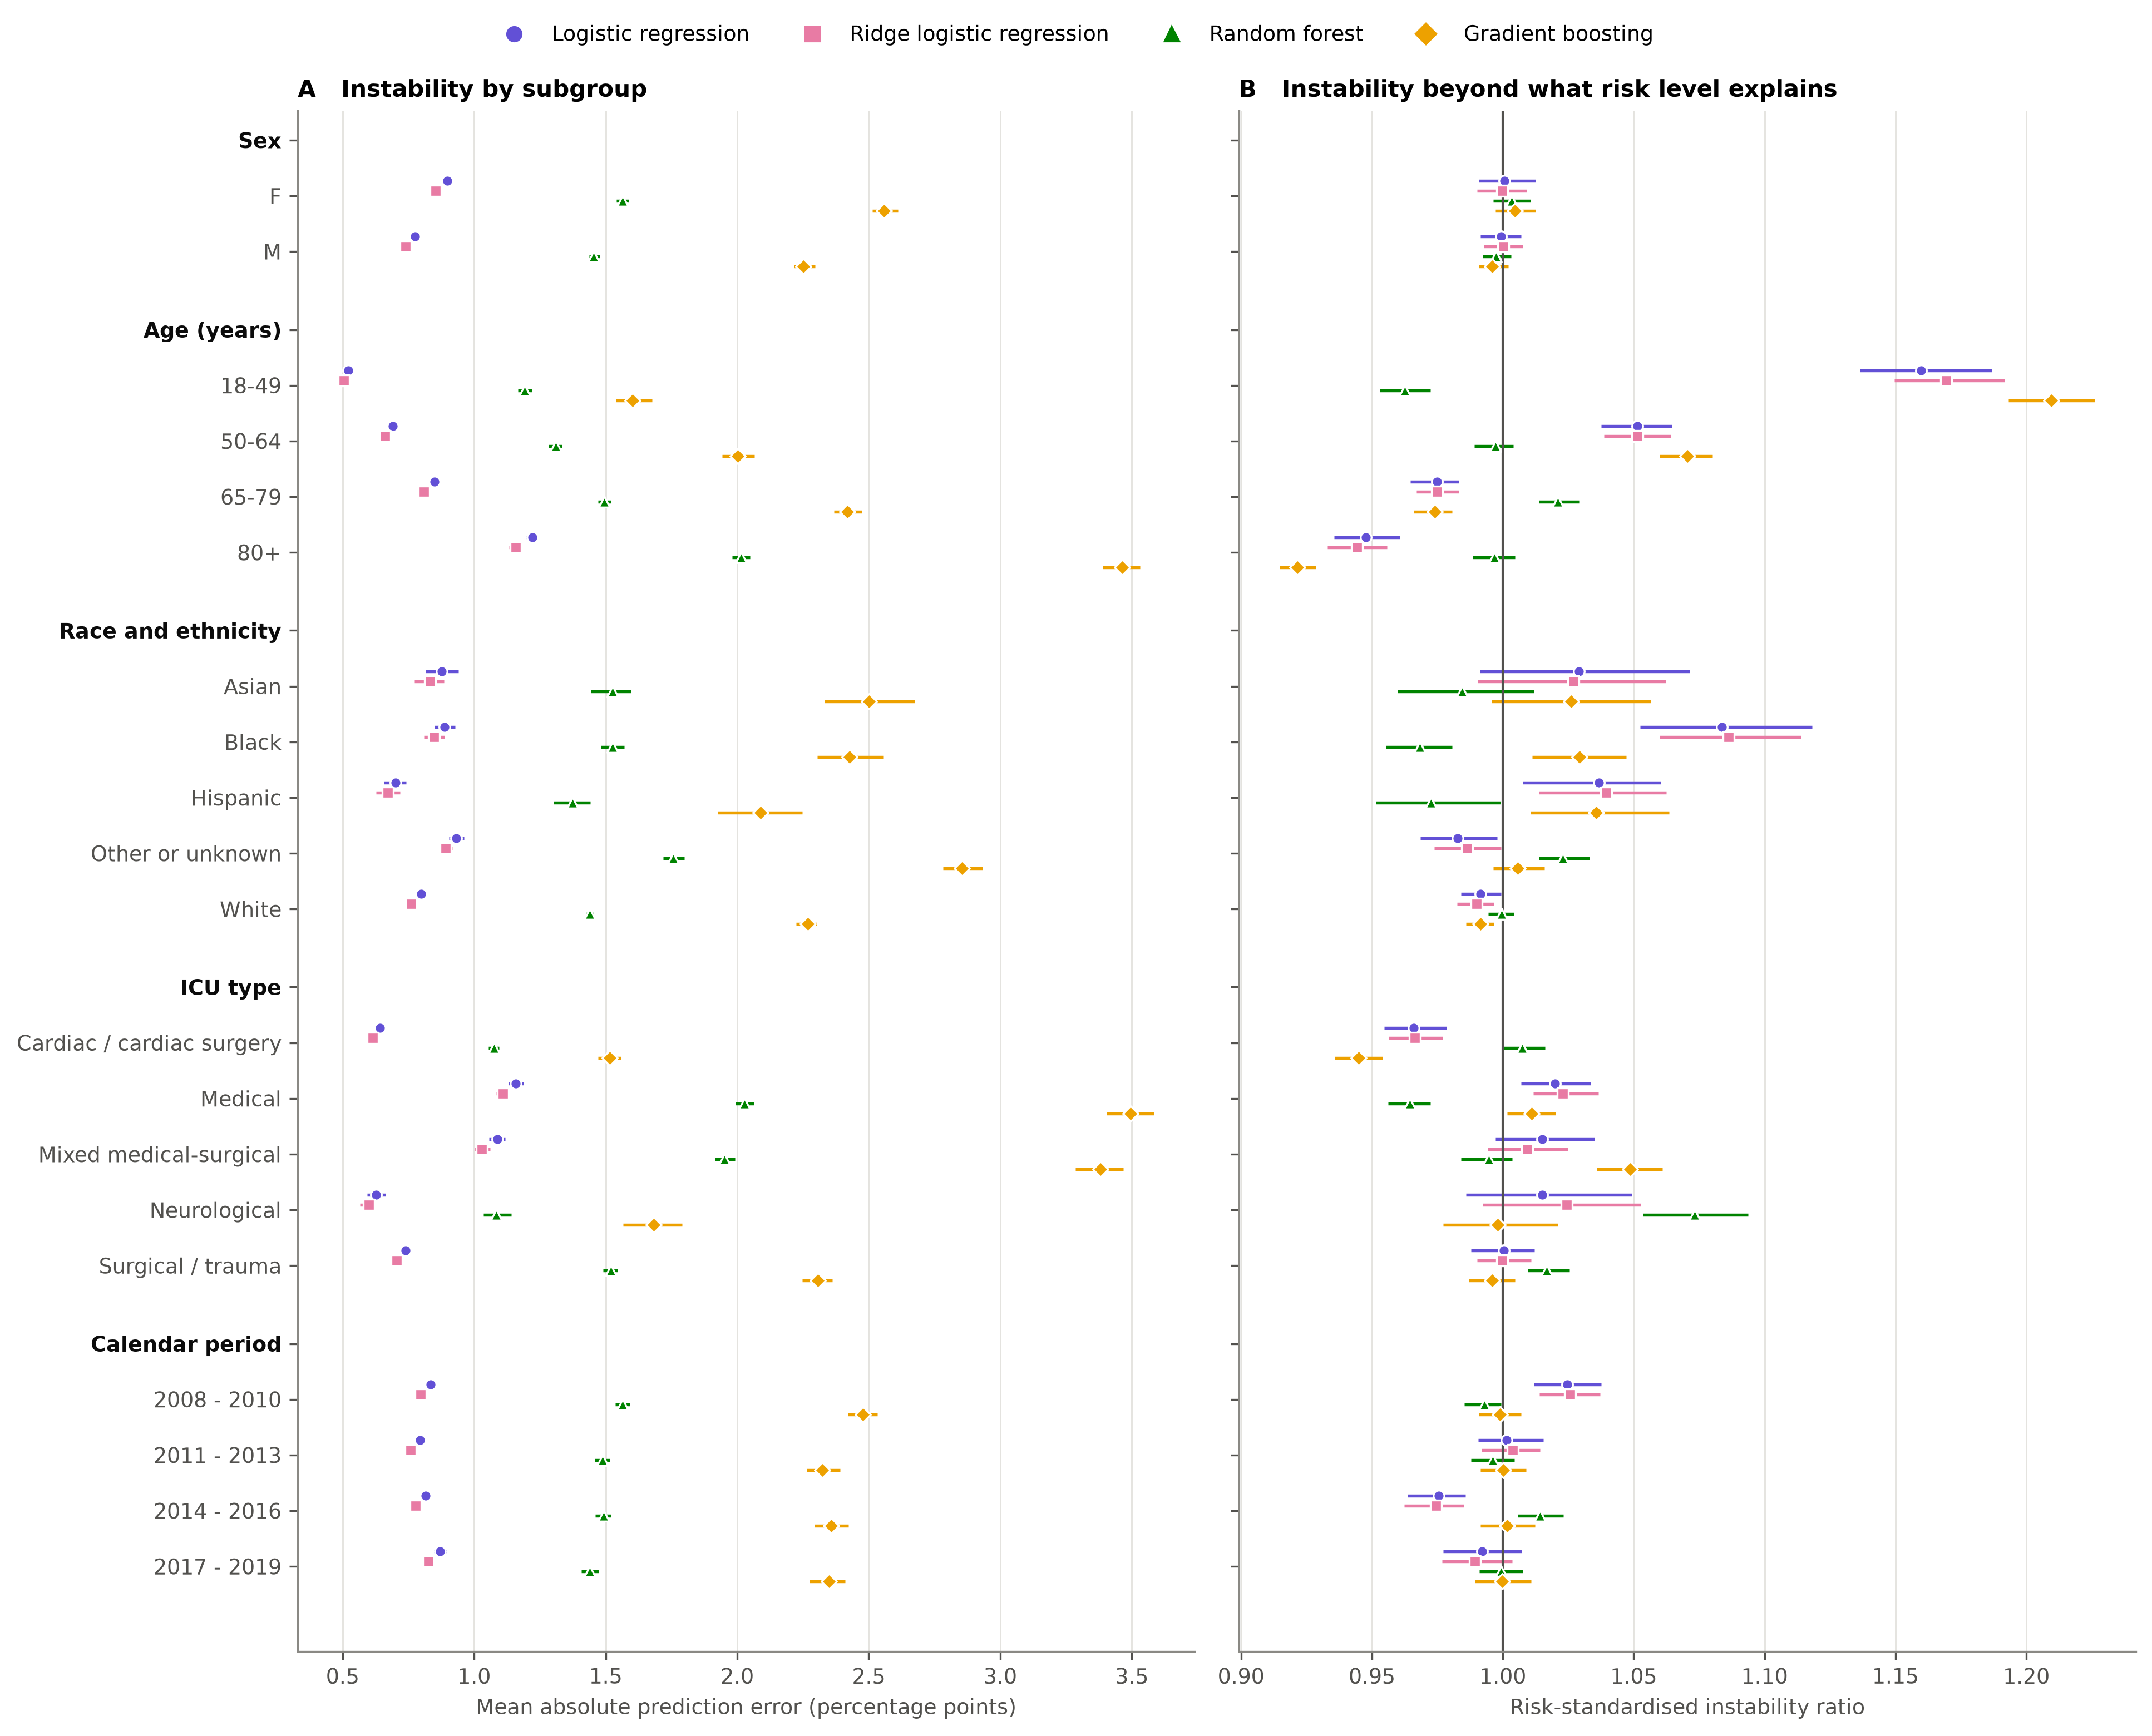 Logistic regression Ridge logistic regression Random forest Gradient boosting
A Instability by subgroup
B Instability beyond what risk level explains
Sex
F
M
Age (years)
18-49
50-64
65-79
80+
Race and ethnicity
Asian
Black
Hispanic
Other or unknown
White
ICU type
Cardiac / cardiac surgery
Medical
Mixed medical-surgical
Neurological
Surgical / trauma
Calendar period
2008 - 2010
2011 - 2013
2014 - 2016
2017 - 2019
0.5 1.0 1.5 2.0 2.5 3.0 3.5
Mean absolute prediction error (percentage points)
0.90 0.95 1.00 1.05 1.10 1.15 1.20
Risk-standardised instability ratio